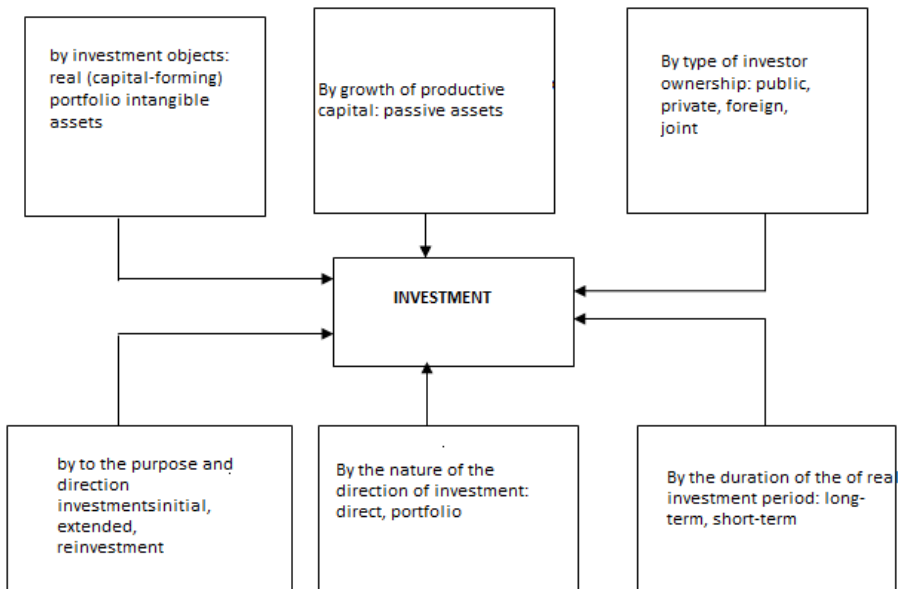 by investment objects:
real (capital-forming)
portfolio intangible
assets
By growth of productive
capital: passive assets
By type of investor
ownership: public,
private, foreign,
joint
INVESTMENT
by to the purpose and
direction
investmentsinitial,
extended,
reinvestment
By the nature of the
direction of investment:
direct, portfolio
By the duration of the of real
investment period: long-
term, short-term